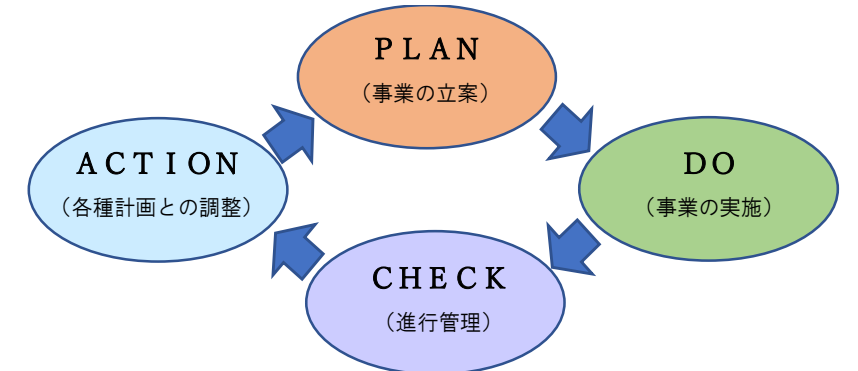 ＰＬＡＮ
（事業の立案）
ＤＯ
（事業の実施）
ＣＨＥＣＫ
（進行管理）
ＡＣＴＩＯＮ
（各種計画との調整）